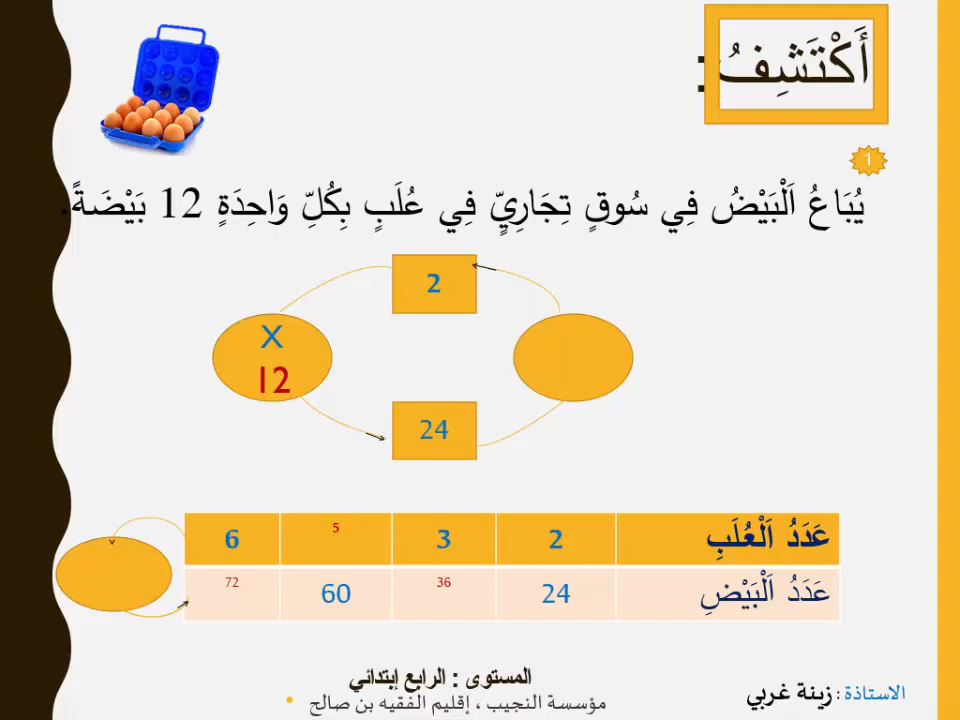 أَكْتَشِفُ:
1
يُبَاعُ اَلْبَيْضُ فِي سُوقٍ تِجَارِيٍّ فِي عُلَبٍ بِكُلِّ وَاحِدَةٍ 12 بَيْضَةً.
2
X
12
24
عَدَدُ اَلْعُلَبِ 2 3 5 6
عَدَدُ اَلْبَيْضِ 24 36 60 72
المستوى : الرابع إبتدائي
مؤسسة النجيب ، إقليم الفقيه بن صالح
الاستاذة : زينة غربي